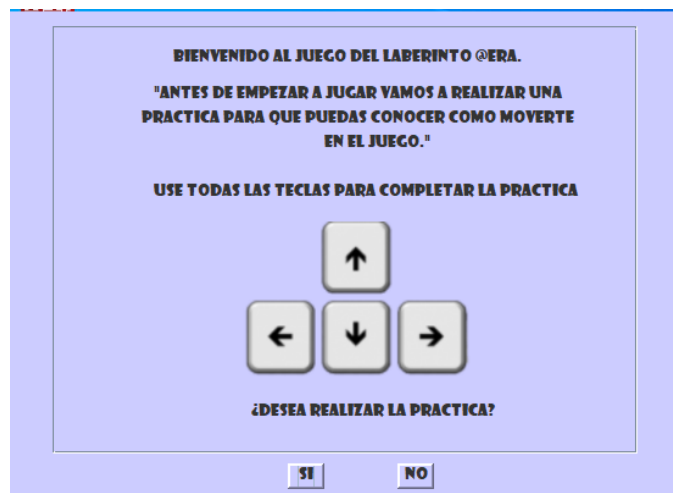 BIENVENIDO AL JUEGO DEL LABERINTO @ERA.
"ANTES DE EMPEZAR A JUGAR VAMOS A REALIZAR UNA
PRACTICA PARA QUE PUEDAS CONOCER COMO MOVERTE
EN EL JUEGO."
USE TODAS LAS TECLAS PARA COMPLETAR LA PRACTICA
¿DESEA REALIZAR LA PRACTICA?
SI NO